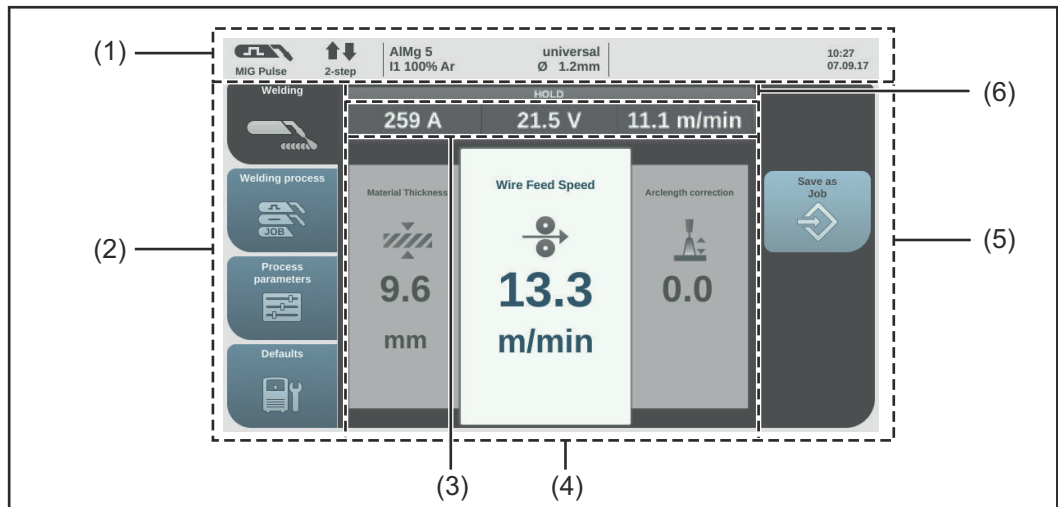 (1)
MIG Pulse
2-step
AlMg 5
I1 100% Ar
universal
Ø 1.2mm
10:27
07.09.17
(2)
Welding
Welding process
JOB
Process
parameters
Defaults
HOLD
259 A
21.5 V
11.1 m/min
Material Thickness
9.6
mm
Wire Feed Speed
13.3
m/min
Arclength correction
0.0
Save as
Job
(6)
(5)
(3)
(4)